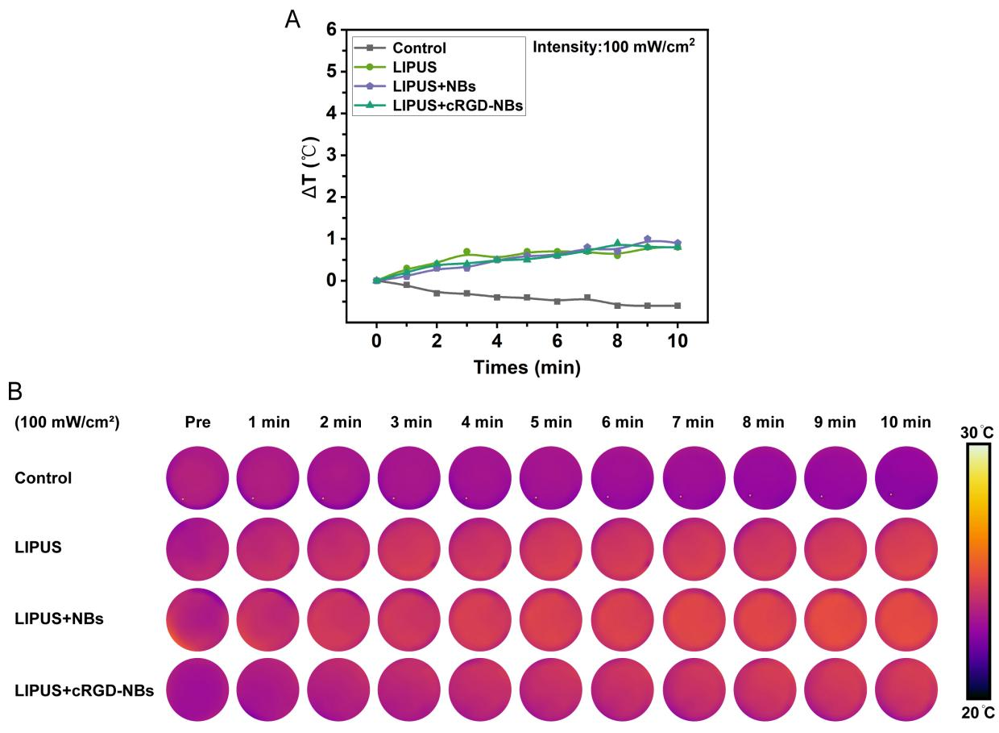 A
Intensity:100 mW/cm²
Control
LIPUS
LIPUS+NBs
LIPUS+cRGD-NBs
6
5
4
3
2
1
0
ΔT (℃)
0 2 4 6 8 10
Times (min)
B
(100 mW/cm²) Pre 1 min 2 min 3 min 4 min 5 min 6 min 7 min 8 min 9 min 10 min
30℃
Control
LIPUS
LIPUS+NBs
LIPUS+cRGD-NBs
20℃